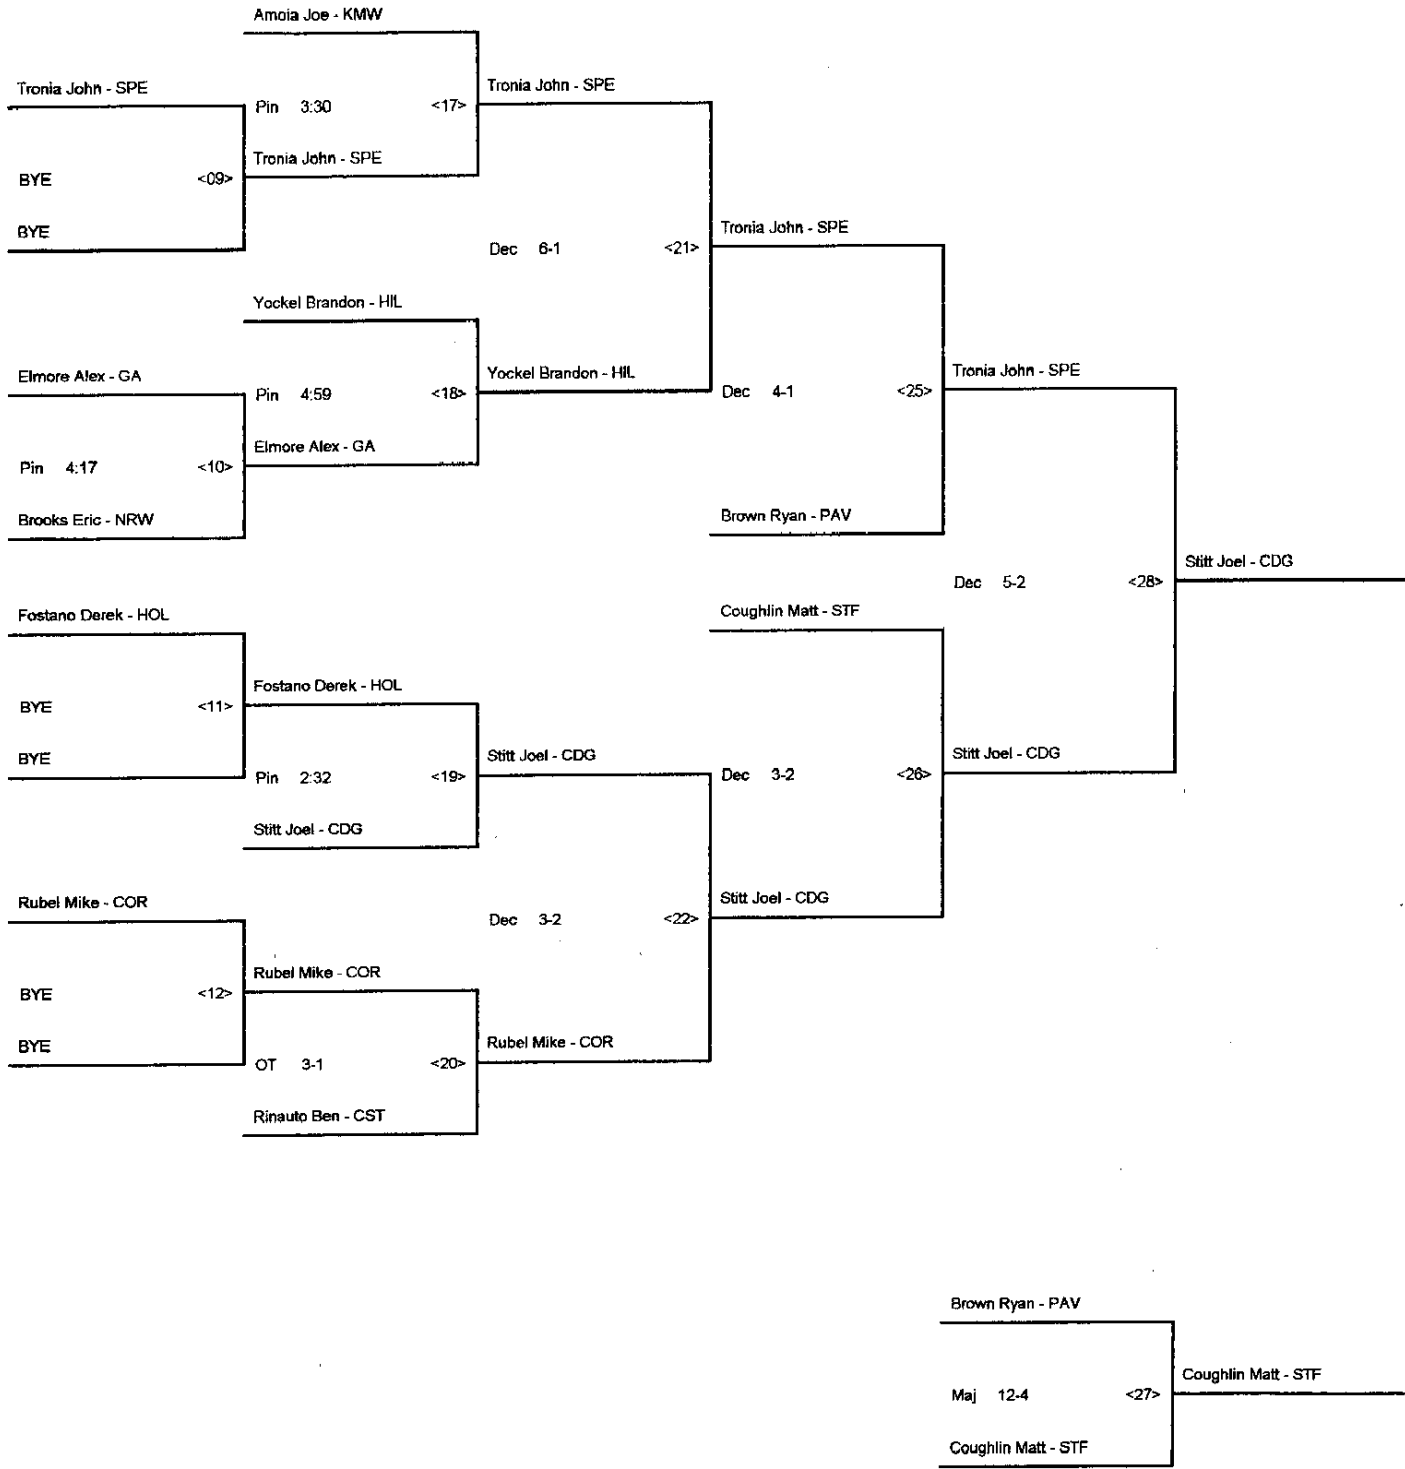 Amoia Joe - KMW
Tronia John - SPE
Tronia John - SPE
Pin 3:30 <17>
Tronia John - SPE
BYE <09>
BYE
Tronia John - SPE
Dec 6-1 <21>
Yockel Brandon - HIL
Elmore Alex - GA
Yockel Brandon - HIL
Tronia John - SPE
Pin 4:59 <18>
Dec 4-1 <25>
Elmore Alex - GA
Pin 4:17 <10>
Brooks Eric - NRW
Brown Ryan - PAV
Stitt Joel - CDG
Dec 5-2 <28>
Fostano Derek - HOL
Coughlin Matt - STF
Fostano Derek - HOL
BYE <11>
BYE
Stitt Joel - CDG
Stitt Joel - CDG
Pin 2:32 <19>
Dec 3-2 <26>
Stitt Joel - CDG
Rubel Mike - COR
Stitt Joel - CDG
Dec 3-2 <22>
Rubel Mike - COR
BYE <12>
BYE
Rubel Mike - COR
OT 3-1 <20>
Rinauto Ben - CST
Brown Ryan - PAV
Coughlin Matt - STF
Maj 12-4 <27>
Coughlin Matt - STF